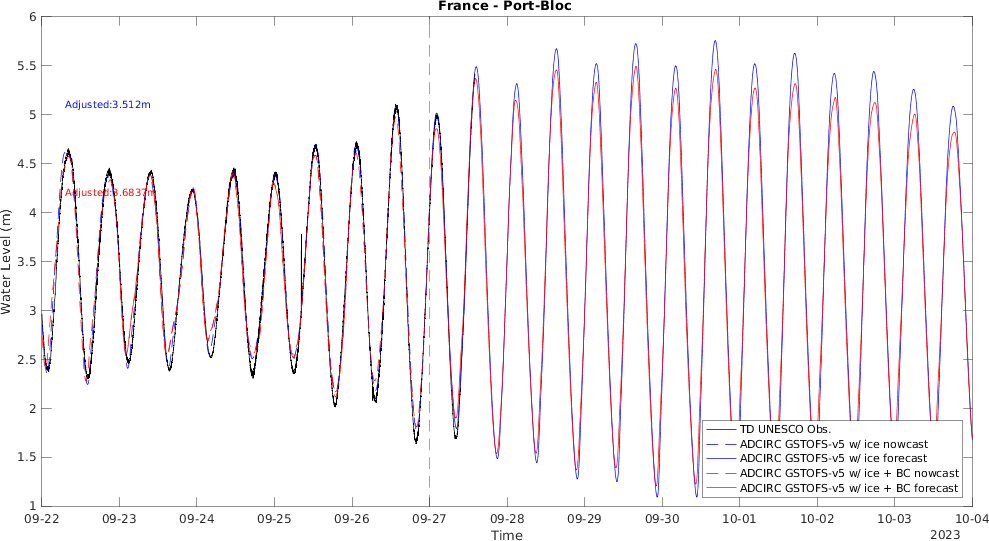 France - Port-Bloc
6
5.5
5
4.5
4
3.5
3
2.5
2
1.5
1
Water Level (m)
Adjusted:3.512m
Adjusted:3.6837m
TD UNESCO Obs.
ADCIRC GSTOFS-v5 w/ ice nowcast
ADCIRC GSTOFS-v5 w/ ice forecast
ADCIRC GSTOFS-v5 w/ ice + BC nowcast
ADCIRC GSTOFS-v5 w/ ice + BC forecast
09-22 09-23 09-24 09-25 09-26 09-27 09-28 09-29 09-30 10-01 10-02 10-03 10-04
Time
2023